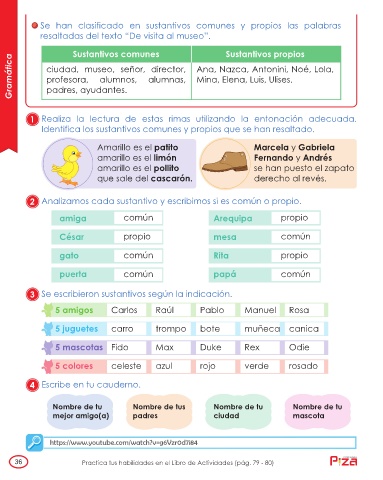 Gramática
Se han clasificado en sustantivos comunes y propios las palabras
resaltadas del texto "De visita al museo".
Sustantivos comunes
Sustantivos propios
ciudad, museo, señor, director,
profesora, alumnos, alumnas,
padres, ayudantes.
Ana, Nazca, Antonini, Noé, Lola,
Mina, Elena, Luis, Ulises.
1 Realizo la lectura de estas rimas utilizando la entonación adecuada.
Identifica los sustantivos comunes y propios que se han resaltado.
Amarillo es el patito
amarillo es el limón
amarillo es el pollito
que sale del cascarón.
Marcela y Gabriela
Fernando y Andrés
se han puesto el zapato
derecho al revés.
2 Analizamos cada sustantivo y escribimos si es común o propio.
amiga común Arequipa propio
César propio mesa común
gato común Rita propio
puerta común papá común
3 Se escribieron sustantivos según la indicación.
5 amigos Carlos Raúl Pablo Manuel Rosa
5 juguetes carro trompo bote muñeca canica
5 mascotas Fido Max Duke Rex Odie
5 colores celeste azul rojo verde rosado
4 Escribe en tu cuaderno.
Nombre de tu
mejor amigo(a)
Nombre de tus
padres
Nombre de tu
ciudad
Nombre de tu
mascota
https://www.youtube.com/watch?v=g6Vzr0d7i84
36 Practica tus habilidades en el Libro de Actividades (pág. 79 - 80)